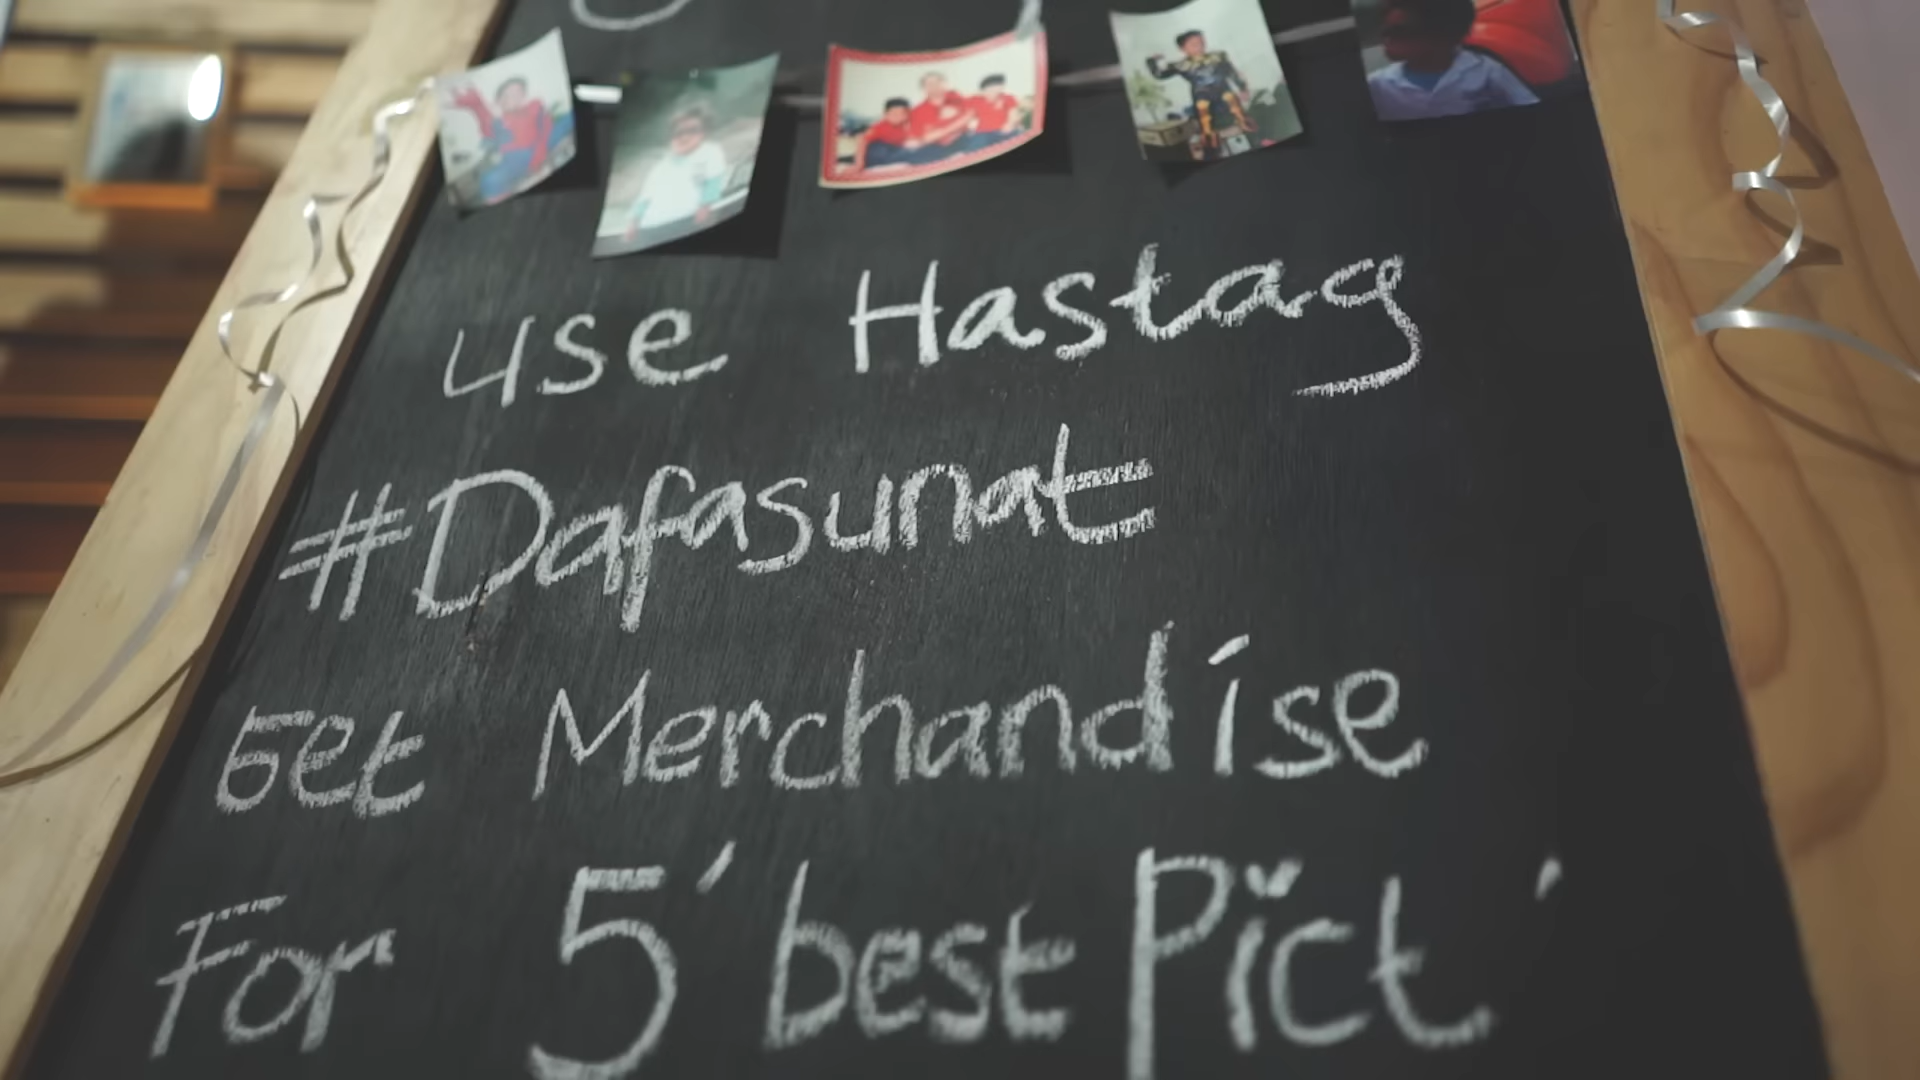 use Hastag
#Dafasunat
Get Merchandise
For 5 'best Pict'